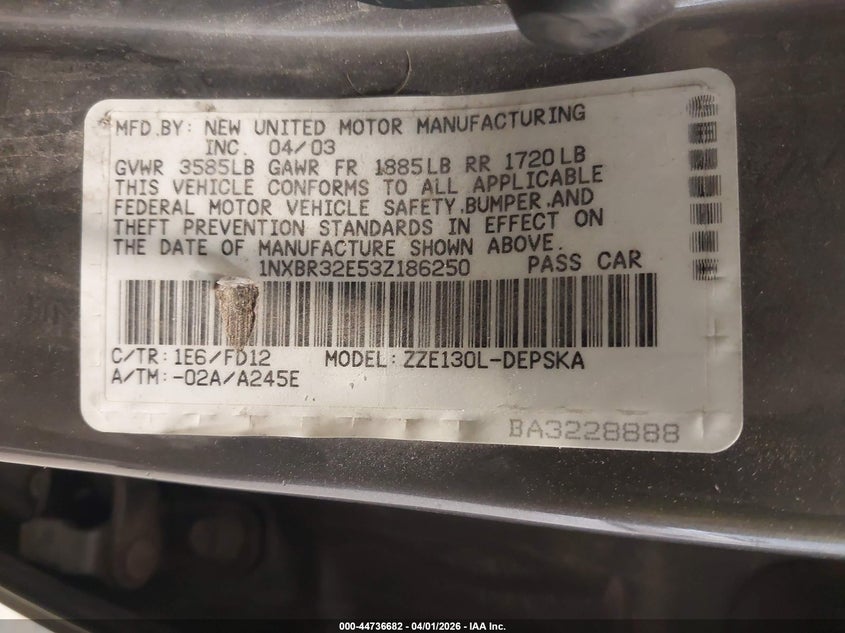 MFD.BY: NEW UNITED MOTOR MANUFACTURING
INC. 04/03
GVWR 3585LB GAWR FR 1885LB RR 1720LB
THIS VEHICLE CONFORMS TO ALL APPLICABLE
FEDERAL MOTOR VEHICLE SAFETY,BUMPER,AND
THEFT PREVENTION STANDARDS IN EFFECT ON
THE DATE OF MANUFACTURE SHOWN ABOVE.
1NXBR32E53Z186250 PASS CAR
C/TR: 1E6/FD12 MODEL: ZZE130L-DEPSKA
A/TM: -02A/A245E
BA3228888
000-44736682 - 04/01/2026 - IAA Inc.